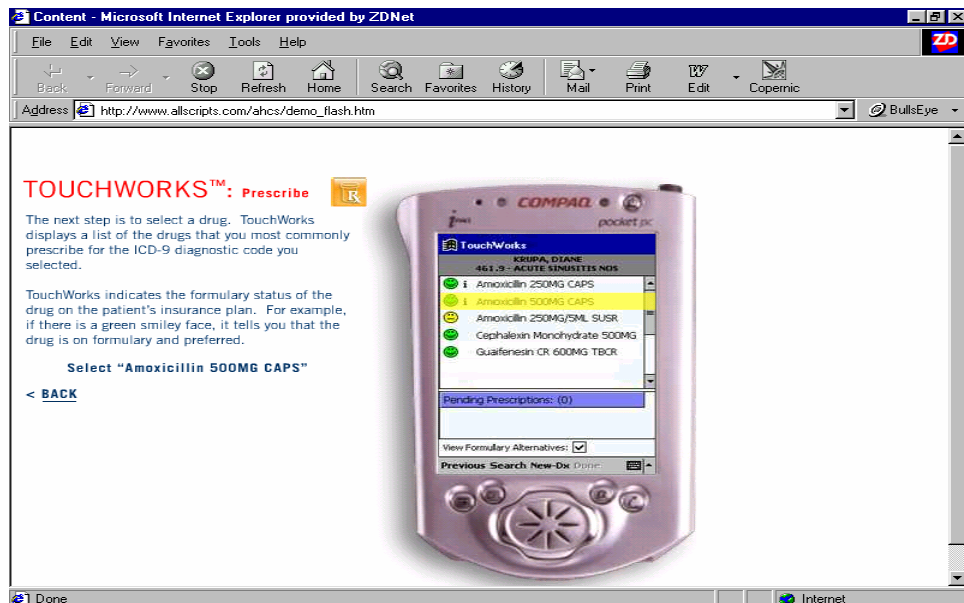 Content - Microsoft Internet Explorer provided by ZDNet
File Edit View Favorites Tools Help
ZD
Back Forward Stop Refresh Home Search Favorites History Mail Print Edit Copernic
Address http://www.allscripts.com/ahcs/demo_flash.htm BullsEye
TOUCHWORKS™: Prescribe
The next step is to select a drug. TouchWorks
displays a list of the drugs that you most commonly
prescribe for the ICD-9 diagnostic code you
selected.
TouchWorks indicates the formulary status of the
drug on the patient's insurance plan. For example,
if there is a green smiley face, it tells you that the
drug is on formulary and preferred.
Select “Amoxicillin 500MG CAPS”
< BACK
COMPAQ
pocket pc
TouchWorks
KRUPA, DIANE
461.9 - ACUTE SINUSITIS NOS
i Amoxicillin 250MG CAPS
i Amoxicillin 500MG CAPS
Amoxicillin 250MG/5ML SUSR
Cephalexin Monohydrate 500MG
Guaifenesin CR 600MG TBCR
Pending Prescriptions: (0)
View Formulary Alternatives:
Previous Search New-Dx Done
Done Internet